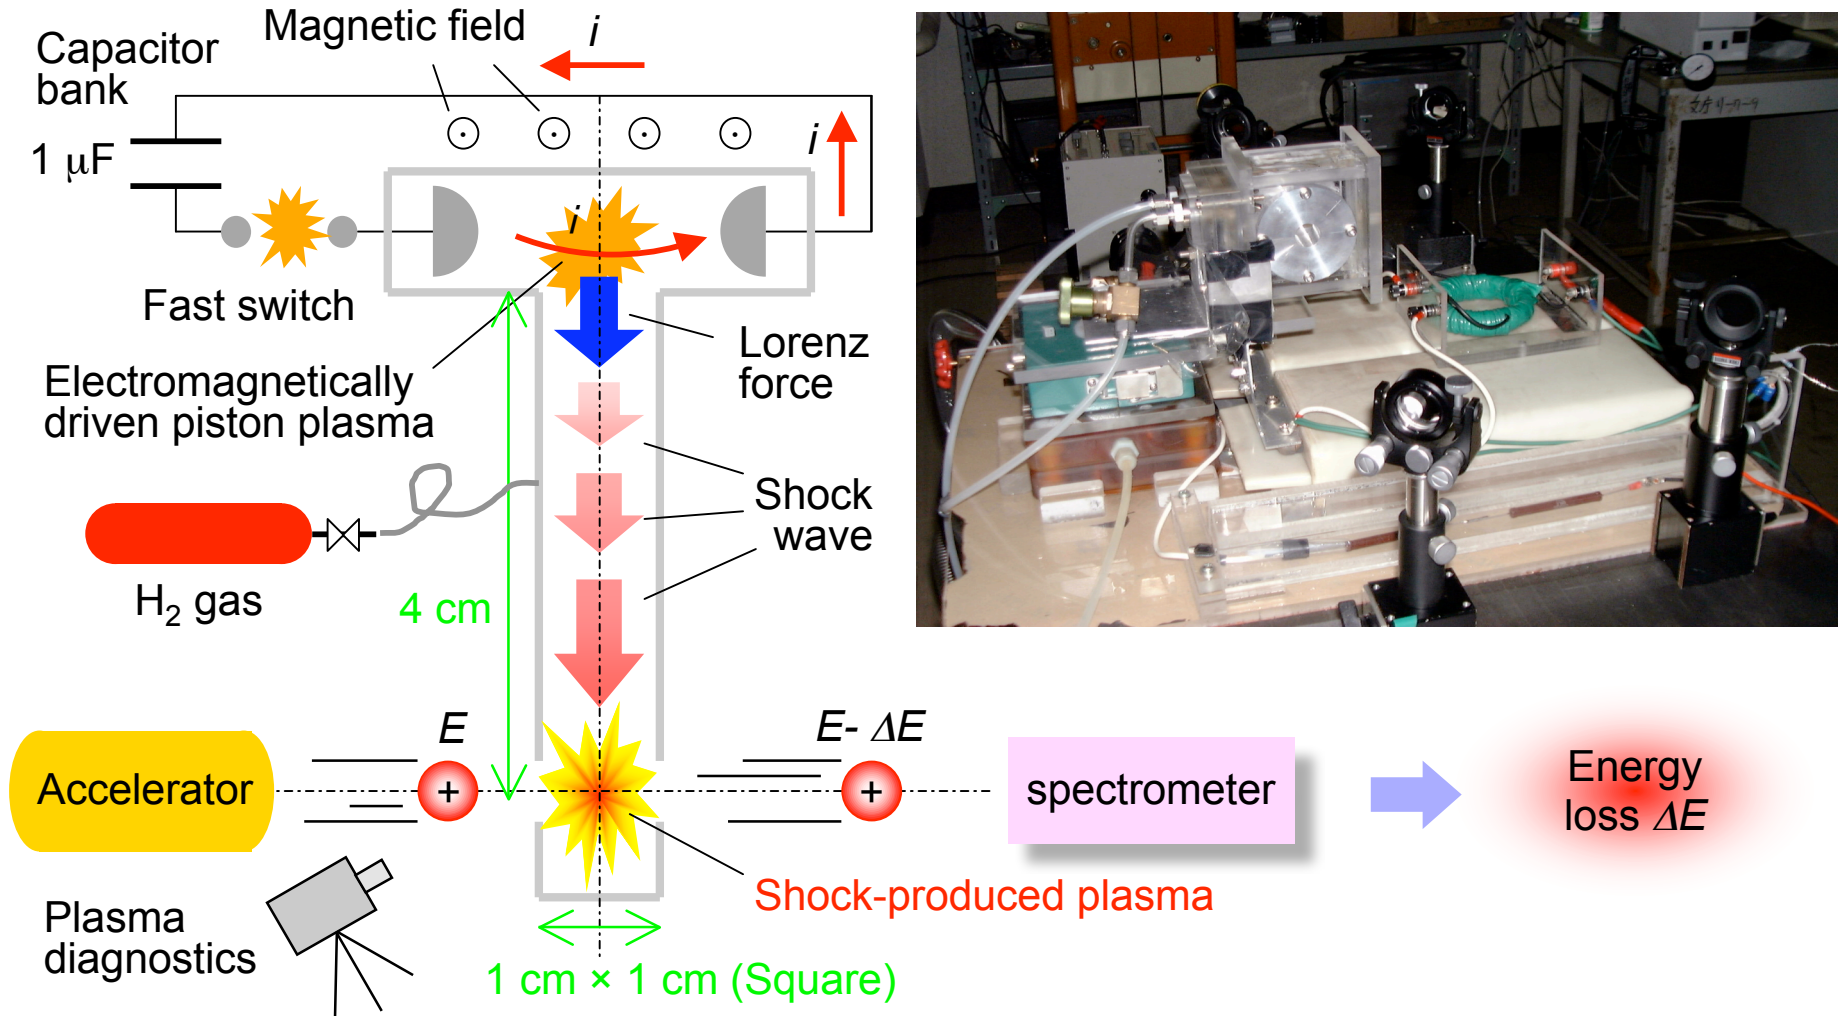 Magnetic field
i
Capacitor
bank
1 μF
i
i
Fast switch
Lorenz
force
Electromagnetically
driven piston plasma
Shock
wave
H₂ gas
4 cm
E
E- ΔE
Accelerator
spectrometer
Energy
loss ΔE
Shock-produced plasma
Plasma
diagnostics
1 cm × 1 cm (Square)